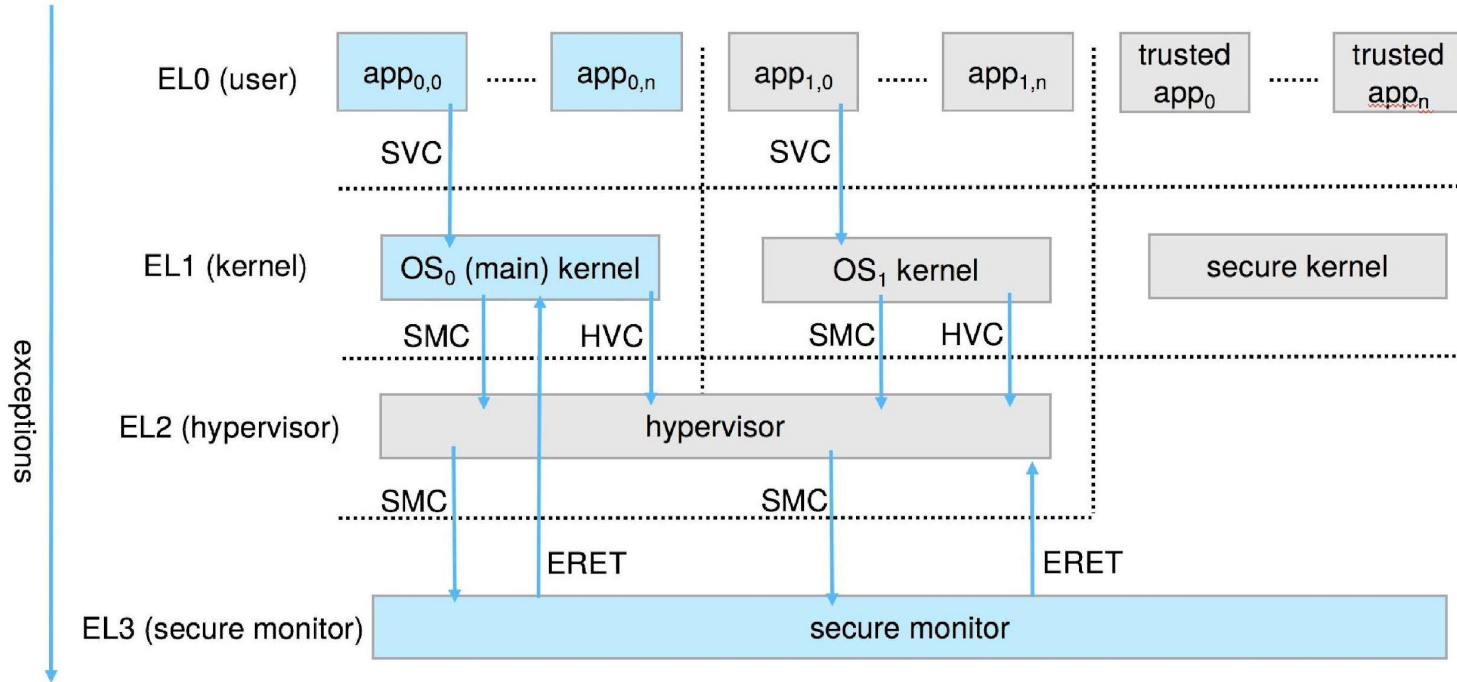 EL0 (user)
app0,0
app0,n
app1,0
app1,n
trusted
app0
trusted
appn
SVC
SVC
EL1 (kernel)
OS0 (main) kernel
OS1 kernel
secure kernel
SMC
HVC
SMC
HVC
exceptions
EL2 (hypervisor)
hypervisor
SMC
SMC
ERET
ERET
EL3 (secure monitor)
secure monitor